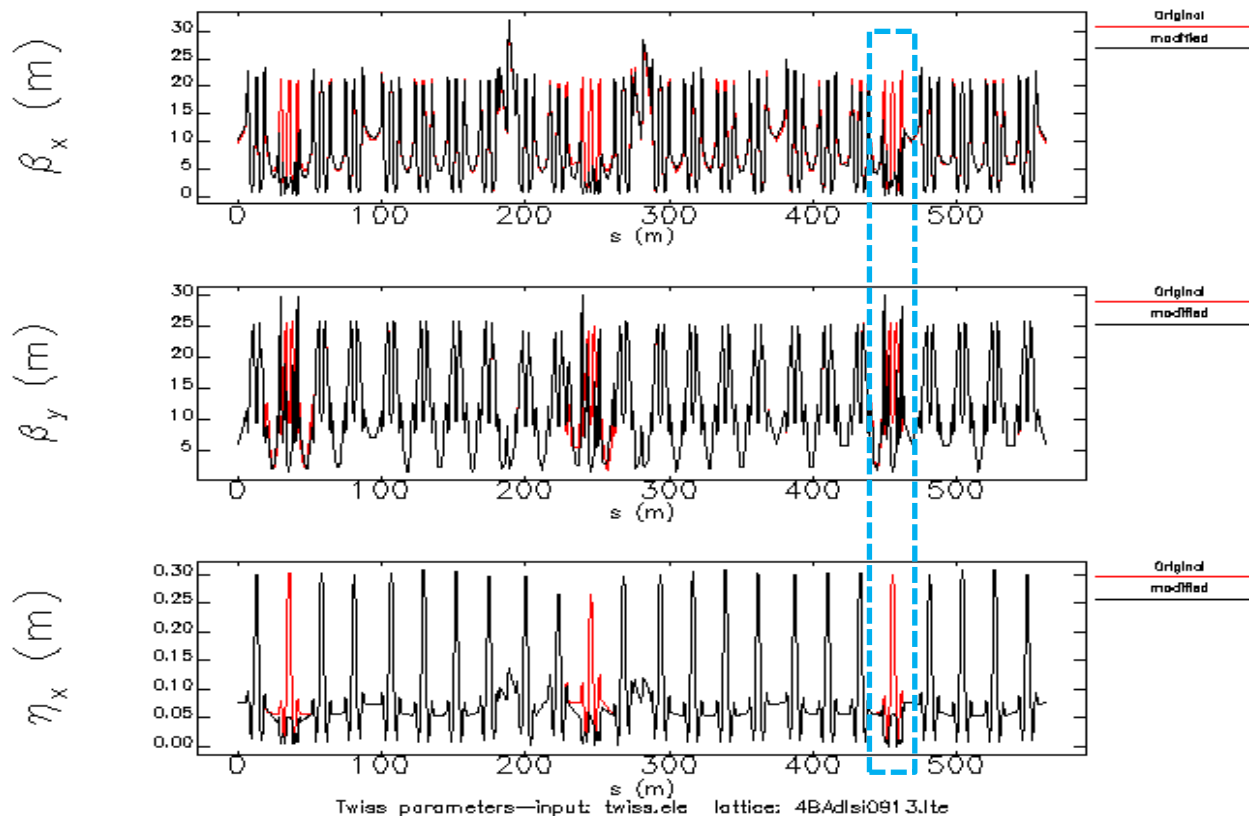 β_x (m)
30
25
20
15
10
5
0
0 100 200 300 400 500
s (m)
Original
modified
β_y (m)
30
25
20
15
10
5
0 100 200 300 400 500
s (m)
Original
modified
η_x (m)
0.30
0.25
0.20
0.15
0.10
0.05
0.00
0 100 200 300 400 500
s (m)
Original
modified
Twiss parameters—input: twiss.ele lattice: 4BAdlsi0913.lte